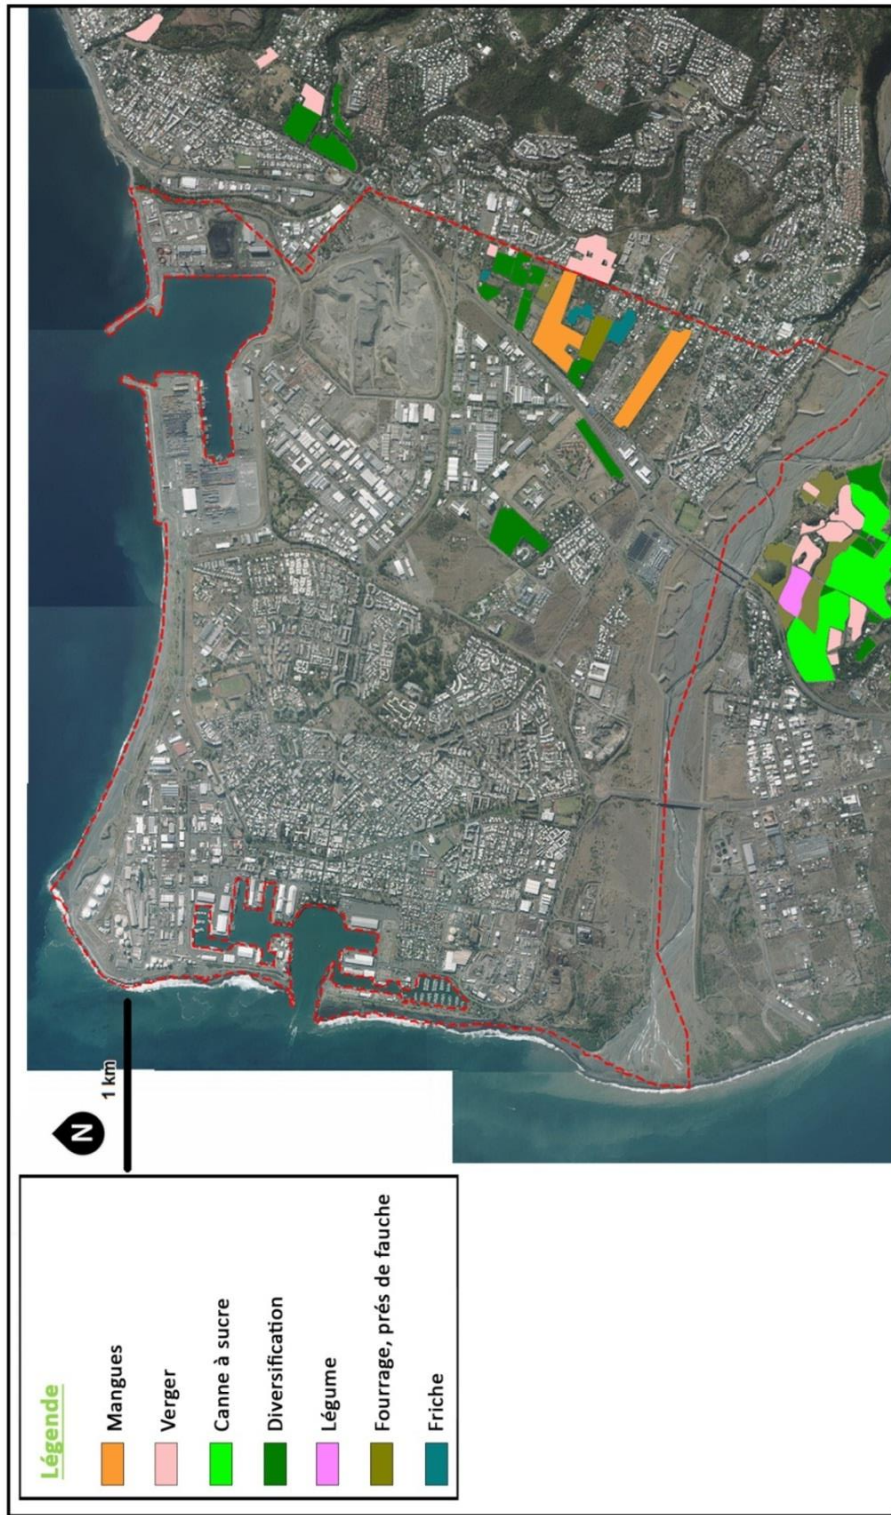 Légende
Mangues
Verger
Canne à sucre
Diversification
Légume
Fourrage, prés de fauche
Friche
N
1 km